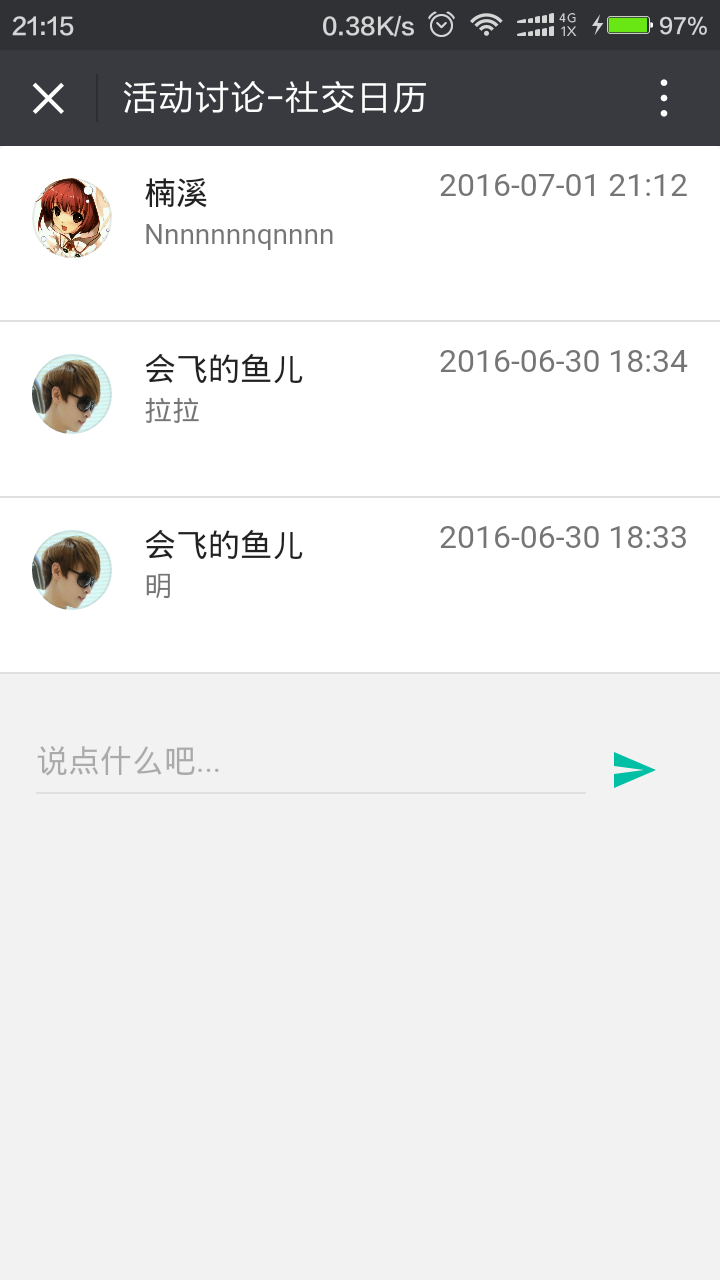 21:15 0.38K/s 4G 1X 97%
活动讨论-社交日历
楠溪 2016-07-01 21:12
Nnnnnnnqnnnn
会飞的鱼儿 2016-06-30 18:34
拉拉
会飞的鱼儿 2016-06-30 18:33
明
说点什么吧...